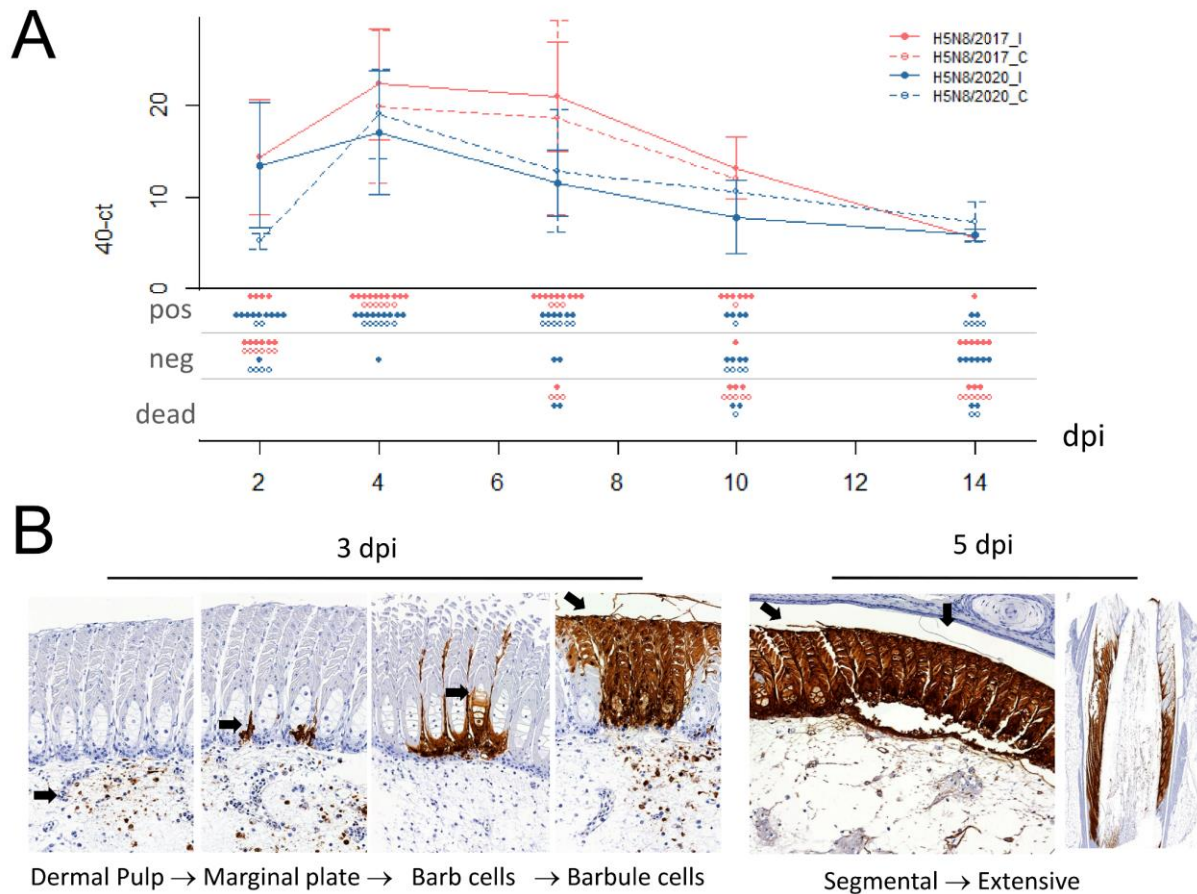 A
H5N8/2017_I
H5N8/2017_C
H5N8/2020_I
H5N8/2020_C
40-ct
20
10
0
pos
neg
dead
dpi
2 4 6 8 10 12 14
B
3 dpi
5 dpi
Dermal Pulp → Marginal plate → Barb cells → Barbule cells
Segmental → Extensive